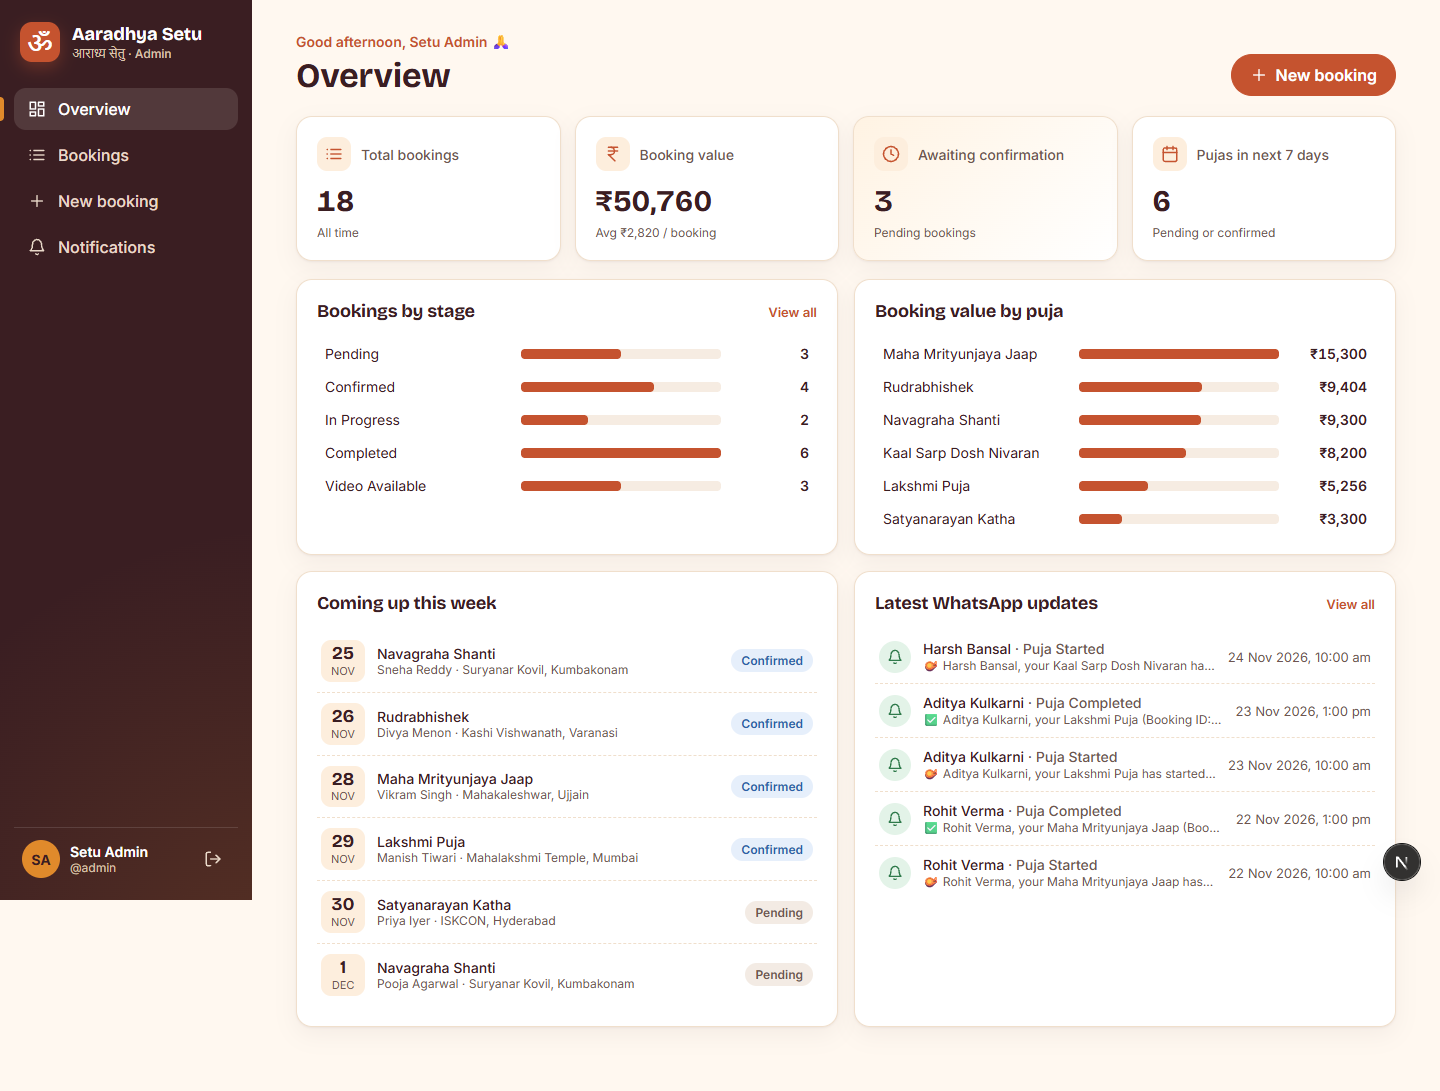 ॐ
Aaradhya Setu
आराध्य सेतु · Admin
Overview
Bookings
New booking
Notifications
SA
Setu Admin
@admin
Good afternoon, Setu Admin 🙏
Overview
+ New booking
Total bookings
18
All time
₹
Booking value
₹50,760
Avg ₹2,820 / booking
Awaiting confirmation
3
Pending bookings
Pujas in next 7 days
6
Pending or confirmed
Bookings by stage
View all
Pending 3
Confirmed 4
In Progress 2
Completed 6
Video Available 3
Booking value by puja
Maha Mrityunjaya Jaap ₹15,300
Rudrabhishek ₹9,404
Navagraha Shanti ₹9,300
Kaal Sarp Dosh Nivaran ₹8,200
Lakshmi Puja ₹5,256
Satyanarayan Katha ₹3,300
Coming up this week
25 NOV
Navagraha Shanti
Sneha Reddy · Suryanar Kovil, Kumbakonam
Confirmed
26 NOV
Rudrabhishek
Divya Menon · Kashi Vishwanath, Varanasi
Confirmed
28 NOV
Maha Mrityunjaya Jaap
Vikram Singh · Mahakaleshwar, Ujjain
Confirmed
29 NOV
Lakshmi Puja
Manish Tiwari · Mahalakshmi Temple, Mumbai
Confirmed
30 NOV
Satyanarayan Katha
Priya Iyer · ISKCON, Hyderabad
Pending
1 DEC
Navagraha Shanti
Pooja Agarwal · Suryanar Kovil, Kumbakonam
Pending
Latest WhatsApp updates
View all
Harsh Bansal · Puja Started
Harsh Bansal, your Kaal Sarp Dosh Nivaran ha...
24 Nov 2026, 10:00 am
Aditya Kulkarni · Puja Completed
✅ Aditya Kulkarni, your Lakshmi Puja (Booking ID:...
23 Nov 2026, 1:00 pm
Aditya Kulkarni · Puja Started
Aditya Kulkarni, your Lakshmi Puja has started...
23 Nov 2026, 10:00 am
Rohit Verma · Puja Completed
✅ Rohit Verma, your Maha Mrityunjaya Jaap (Boo...
22 Nov 2026, 1:00 pm
Rohit Verma · Puja Started
Rohit Verma, your Maha Mrityunjaya Jaap has...
22 Nov 2026, 10:00 am
N